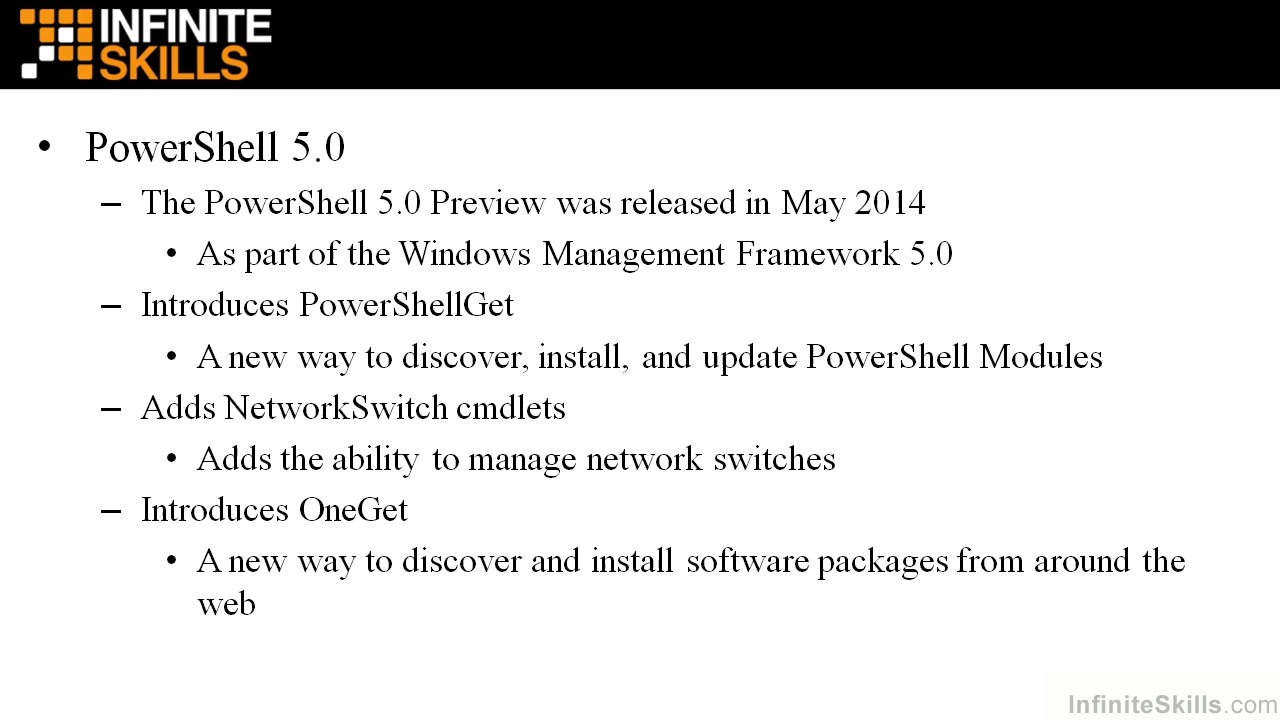 INFINITE
SKILLS
• PowerShell 5.0
– The PowerShell 5.0 Preview was released in May 2014
• As part of the Windows Management Framework 5.0
– Introduces PowerShellGet
• A new way to discover, install, and update PowerShell Modules
– Adds NetworkSwitch cmdlets
• Adds the ability to manage network switches
– Introduces OneGet
• A new way to discover and install software packages from around the
web
InfiniteSkills.com